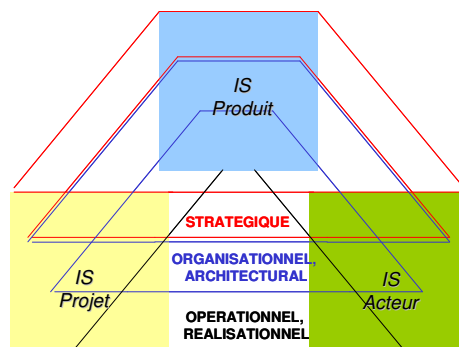 IS
Produit
STRATEGIQUE
ORGANISATIONNEL,
ARCHITECTURAL
IS
Projet
IS
Acteur
OPERATIONNEL,
REALISATIONNEL